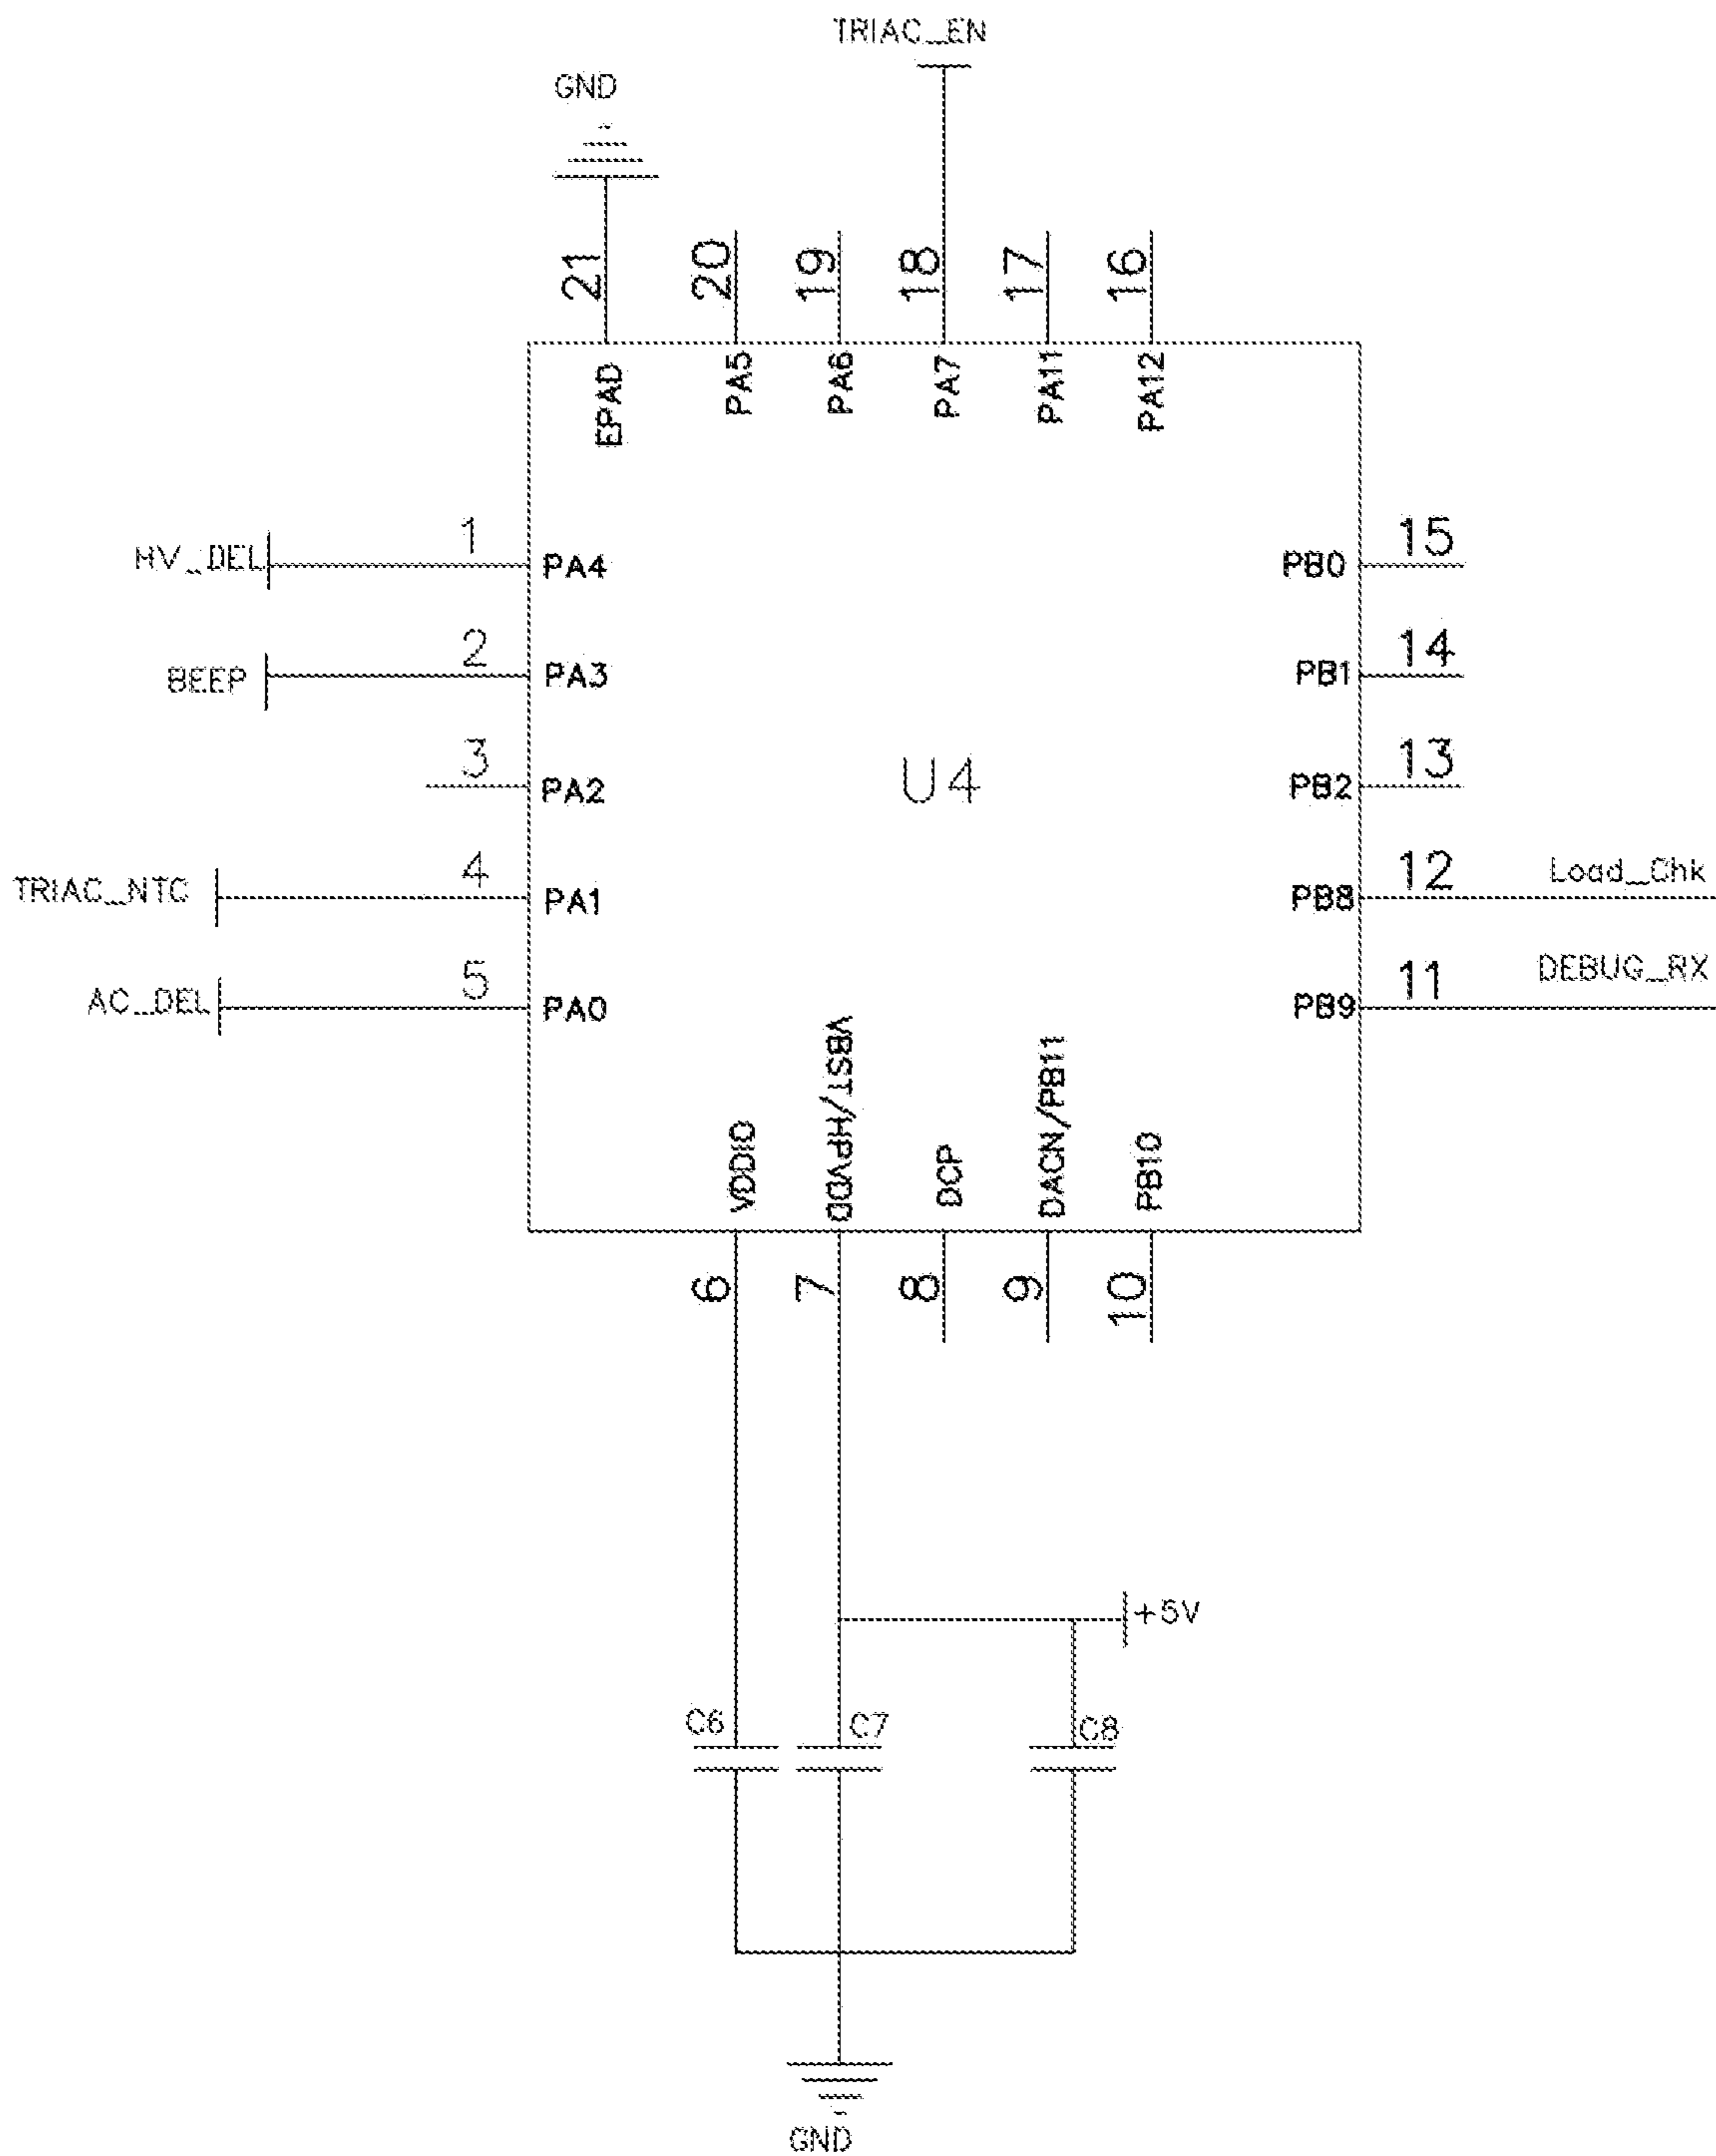 TRIAC_EN
GND
21
20
19
18
17
16
EPAD
PA5
PA6
PA7
PA11
PA12
HV_DEL
1
PA4
PB0
15
BEEP
2
PA3
PB1
14
3
PA2
U4
PB2
13
TRIAC_NTC
4
PA1
PB8
12
Load_Chk
AC_DEL
5
PA0
PB9
11
DEBUG_RX
VDDIO
VBST/HPVDD
DCP
DACN/PB11
PB10
6
7
8
9
10
+5V
C6
C7
C8
GND